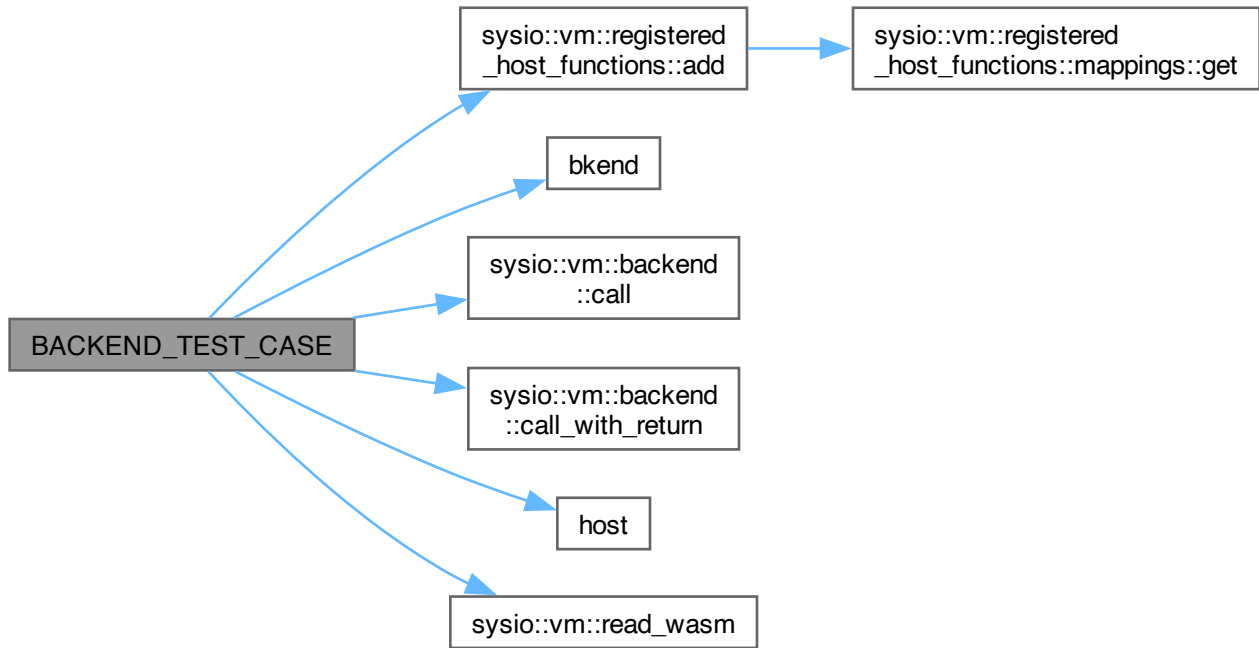 sysio::vm::registered
_host_functions::add
sysio::vm::registered
_host_functions::mappings::get
bkend
sysio::vm::backend
::call
BACKEND_TEST_CASE
sysio::vm::backend
::call_with_return
host
sysio::vm::read_wasm